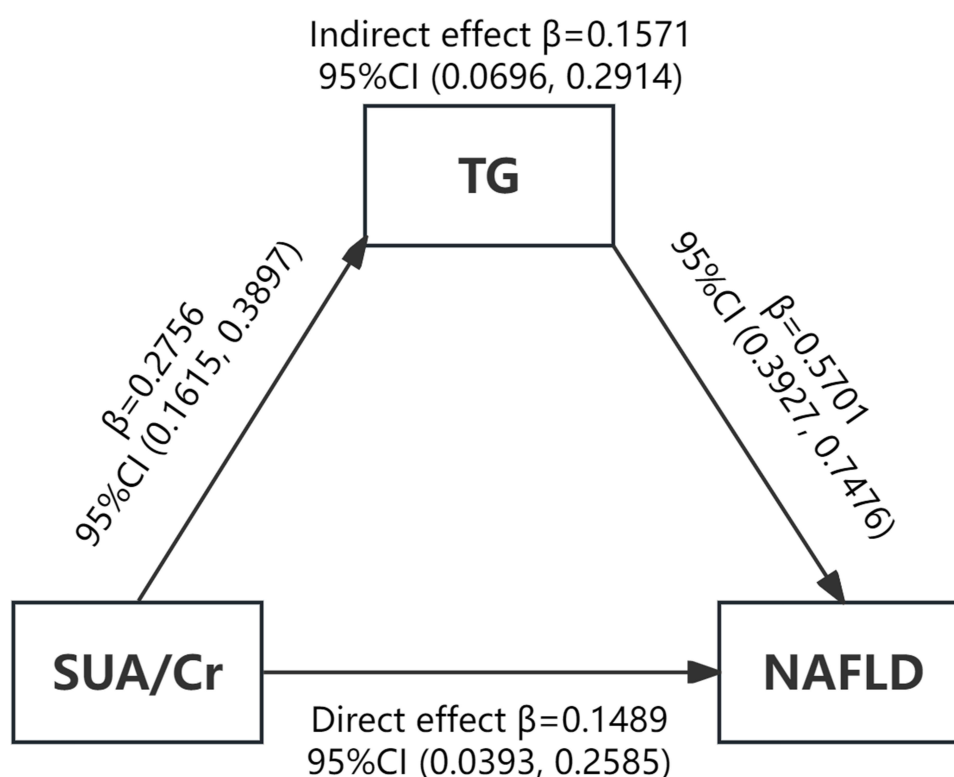 Indirect effect β=0.1571
95%CI (0.0696, 0.2914)
TG
β=0.2756
95%CI (0.1615, 0.3897)
β=0.5701
95%CI (0.3927, 0.7476)
SUA/Cr
NAFLD
Direct effect β=0.1489
95%CI (0.0393, 0.2585)